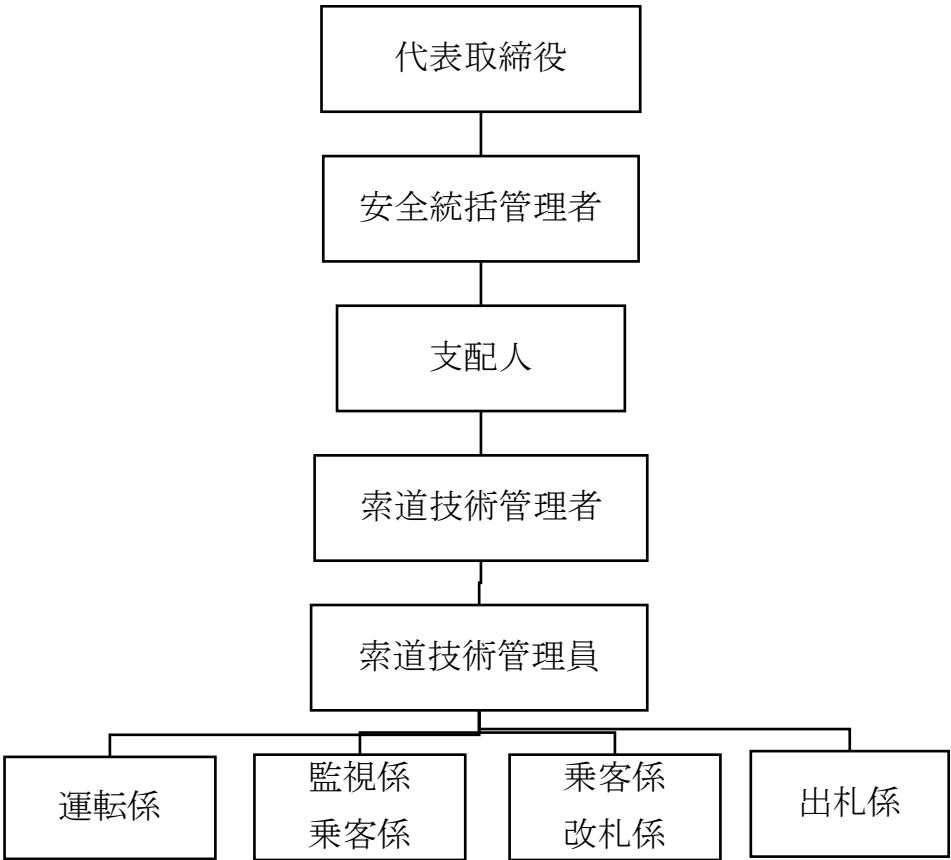 代表取締役
安全統括管理者
支配人
索道技術管理者
索道技術管理員
運転係
監視係
乗客係
乗客係
改札係
出札係